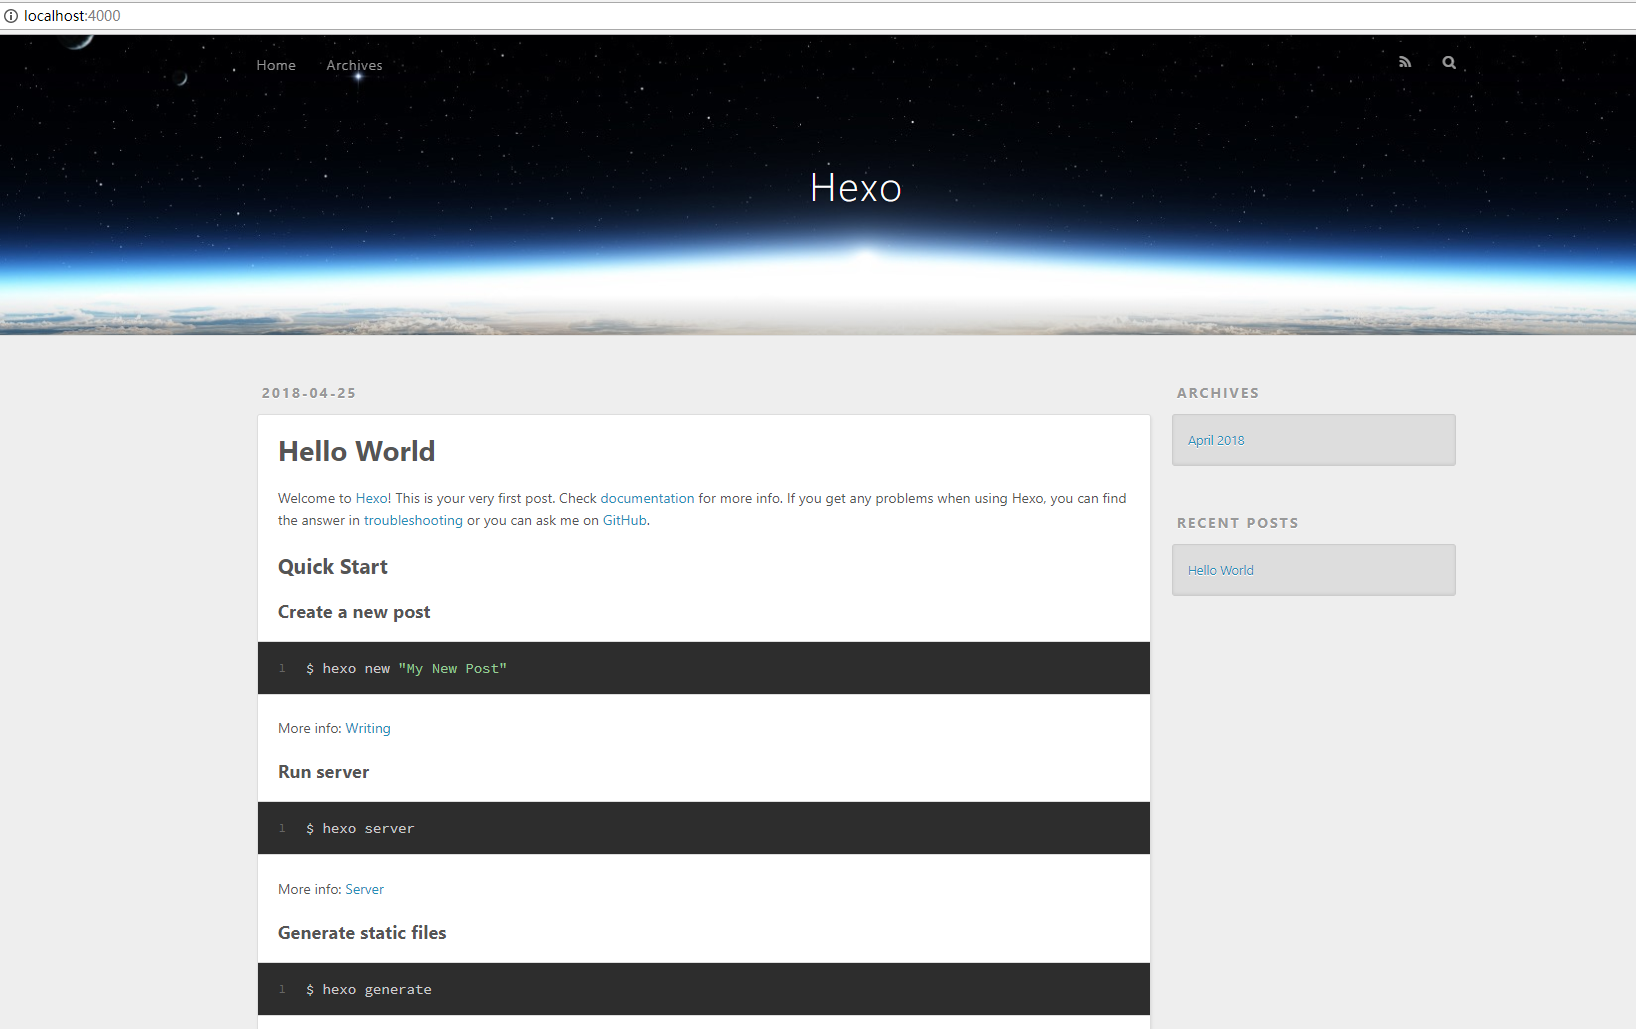 localhost:4000
Home Archives
Hexo
2018-04-25
Hello World
Welcome to Hexo! This is your very first post. Check documentation for more info. If you get any problems when using Hexo, you can find
the answer in troubleshooting or you can ask me on GitHub.
Quick Start
Create a new post
1 $ hexo new "My New Post"
More info: Writing
Run server
1 $ hexo server
More info: Server
Generate static files
1 $ hexo generate
ARCHIVES
April 2018
RECENT POSTS
Hello World